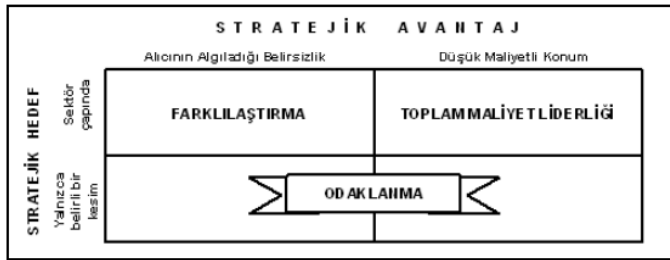 STRATEJİK AVANTAJ
Alıcının Algıladığı Belirsizlik
Düşük Maliyetli Konum
STRATEJİK HEDEF
Sektör
çapında
FARKLILAŞTIRMA
TOPLAM MALİYET LİDERLİĞİ
Yalnızca
belirli bir
kesim
ODAKLANMA